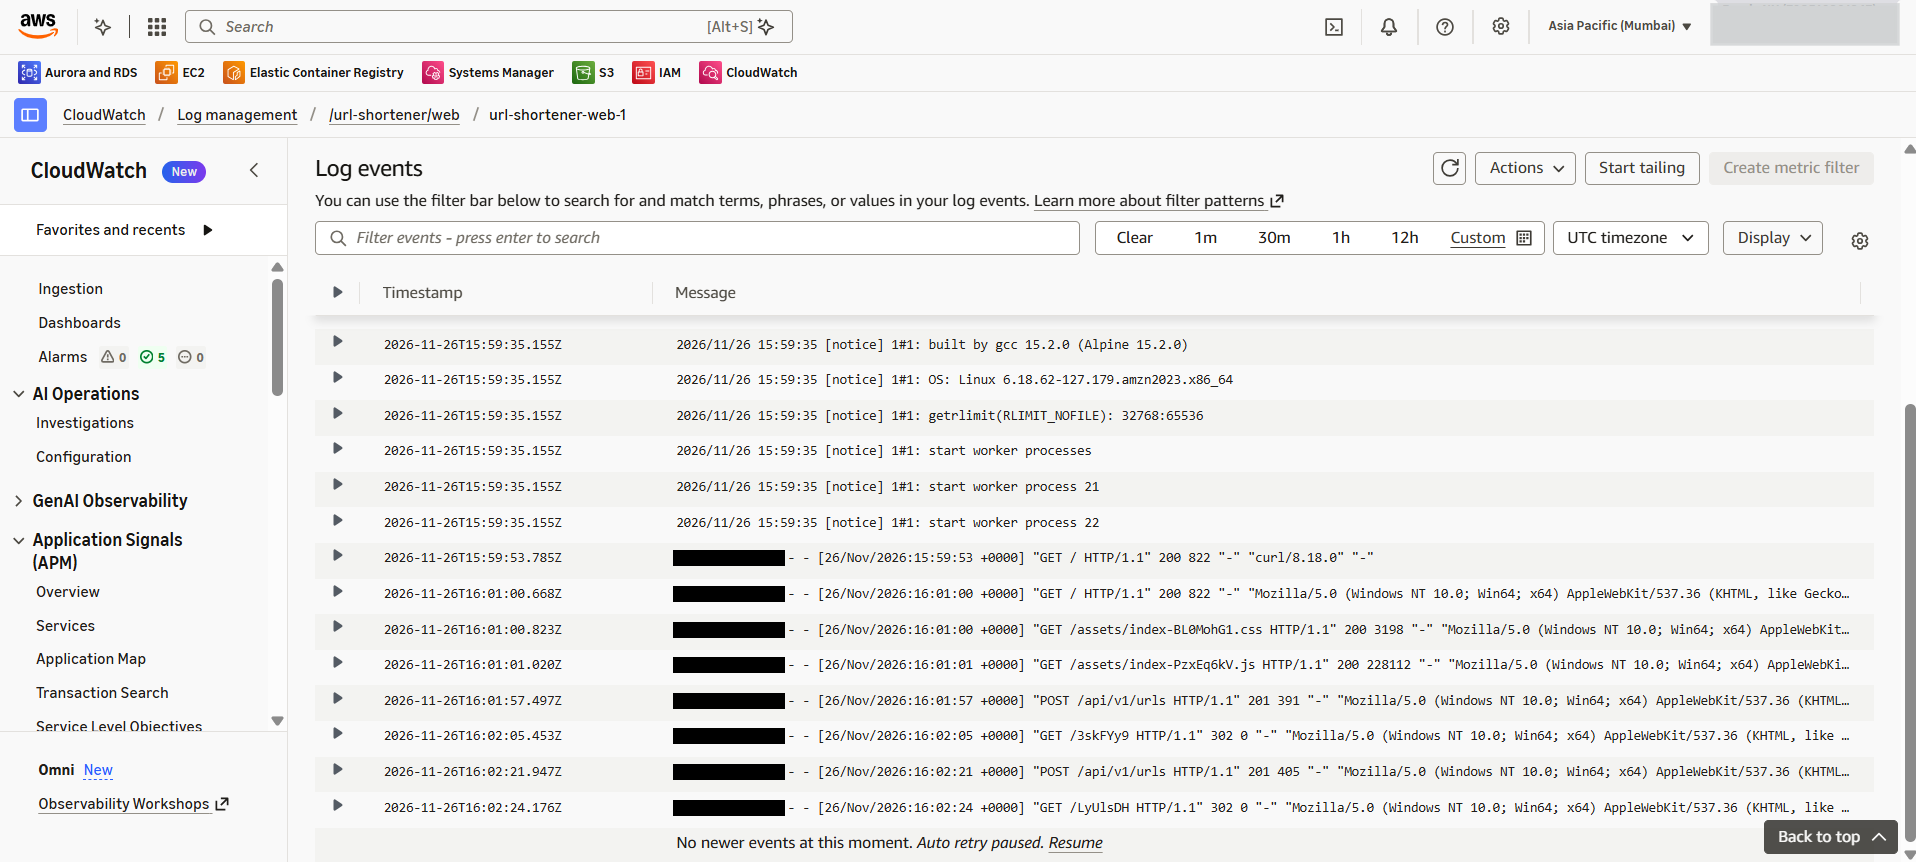 aws
Search [Alt+S]
Asia Pacific (Mumbai)
Aurora and RDS EC2 Elastic Container Registry Systems Manager S3 IAM CloudWatch
CloudWatch / Log management / /url-shortener/web / url-shortener-web-1
CloudWatch New
Favorites and recents
Ingestion
Dashboards
Alarms 0 5 0
AI Operations
Investigations
Configuration
GenAI Observability
Application Signals
(APM)
Overview
Services
Application Map
Transaction Search
Service Level Objectives
Omni New
Observability Workshops
Log events
Actions Start tailing Create metric filter
You can use the filter bar below to search for and match terms, phrases, or values in your log events. Learn more about filter patterns
Filter events - press enter to search
Clear 1m 30m 1h 12h Custom UTC timezone Display
Timestamp Message
2026-11-26T15:59:35.155Z 2026/11/26 15:59:35 [notice] 1#1: built by gcc 15.2.0 (Alpine 15.2.0)
2026-11-26T15:59:35.155Z 2026/11/26 15:59:35 [notice] 1#1: OS: Linux 6.18.62-127.179.amzn2023.x86_64
2026-11-26T15:59:35.155Z 2026/11/26 15:59:35 [notice] 1#1: getrlimit(RLIMIT_NOFILE): 32768:65536
2026-11-26T15:59:35.155Z 2026/11/26 15:59:35 [notice] 1#1: start worker processes
2026-11-26T15:59:35.155Z 2026/11/26 15:59:35 [notice] 1#1: start worker process 21
2026-11-26T15:59:35.155Z 2026/11/26 15:59:35 [notice] 1#1: start worker process 22
2026-11-26T15:59:53.785Z - - [26/Nov/2026:15:59:53 +0000] "GET / HTTP/1.1" 200 822 "-" "curl/8.18.0" "-"
2026-11-26T16:01:00.668Z - - [26/Nov/2026:16:01:00 +0000] "GET / HTTP/1.1" 200 822 "-" "Mozilla/5.0 (Windows NT 10.0; Win64; x64) AppleWebKit/537.36 (KHTML, like Gecko…
2026-11-26T16:01:00.823Z - - [26/Nov/2026:16:01:00 +0000] "GET /assets/index-BL0MohG1.css HTTP/1.1" 200 3198 "-" "Mozilla/5.0 (Windows NT 10.0; Win64; x64) AppleWebKit…
2026-11-26T16:01:01.020Z - - [26/Nov/2026:16:01:01 +0000] "GET /assets/index-PzxEq6kV.js HTTP/1.1" 200 228112 "-" "Mozilla/5.0 (Windows NT 10.0; Win64; x64) AppleWebKi…
2026-11-26T16:01:57.497Z - - [26/Nov/2026:16:01:57 +0000] "POST /api/v1/urls HTTP/1.1" 201 391 "-" "Mozilla/5.0 (Windows NT 10.0; Win64; x64) AppleWebKit/537.36 (KHTML…
2026-11-26T16:02:05.453Z - - [26/Nov/2026:16:02:05 +0000] "GET /3skFYy9 HTTP/1.1" 302 0 "-" "Mozilla/5.0 (Windows NT 10.0; Win64; x64) AppleWebKit/537.36 (KHTML, like …
2026-11-26T16:02:21.947Z - - [26/Nov/2026:16:02:21 +0000] "POST /api/v1/urls HTTP/1.1" 201 405 "-" "Mozilla/5.0 (Windows NT 10.0; Win64; x64) AppleWebKit/537.36 (KHTML…
2026-11-26T16:02:24.176Z - - [26/Nov/2026:16:02:24 +0000] "GET /LyUlsDH HTTP/1.1" 302 0 "-" "Mozilla/5.0 (Windows NT 10.0; Win64; x64) AppleWebKit/537.36 (KHTML, like …
No newer events at this moment. Auto retry paused. Resume
Back to top